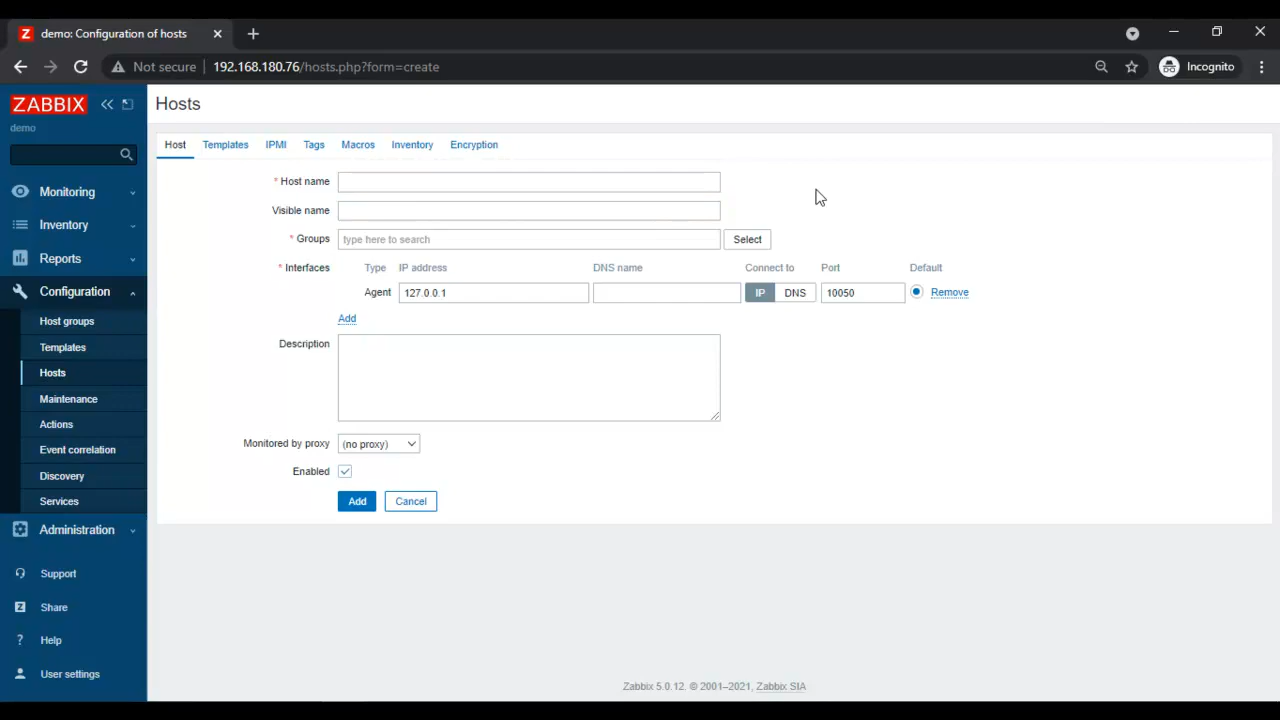 Z demo: Configuration of hosts
Not secure 192.168.180.76/hosts.php?form=create Incognito
ZABBIX
demo
Monitoring
Inventory
Reports
Configuration
Host groups
Templates
Hosts
Maintenance
Actions
Event correlation
Discovery
Services
Administration
Support
Z Share
? Help
User settings
Hosts
Host Templates IPMI Tags Macros Inventory Encryption
* Host name
Visible name
* Groups type here to search Select
* Interfaces Type IP address DNS name Connect to Port Default
Agent 127.0.0.1 IP DNS 10050 Remove
Add
Description
Monitored by proxy (no proxy)
Enabled
Add Cancel
Zabbix 5.0.12. © 2001–2021, Zabbix SIA